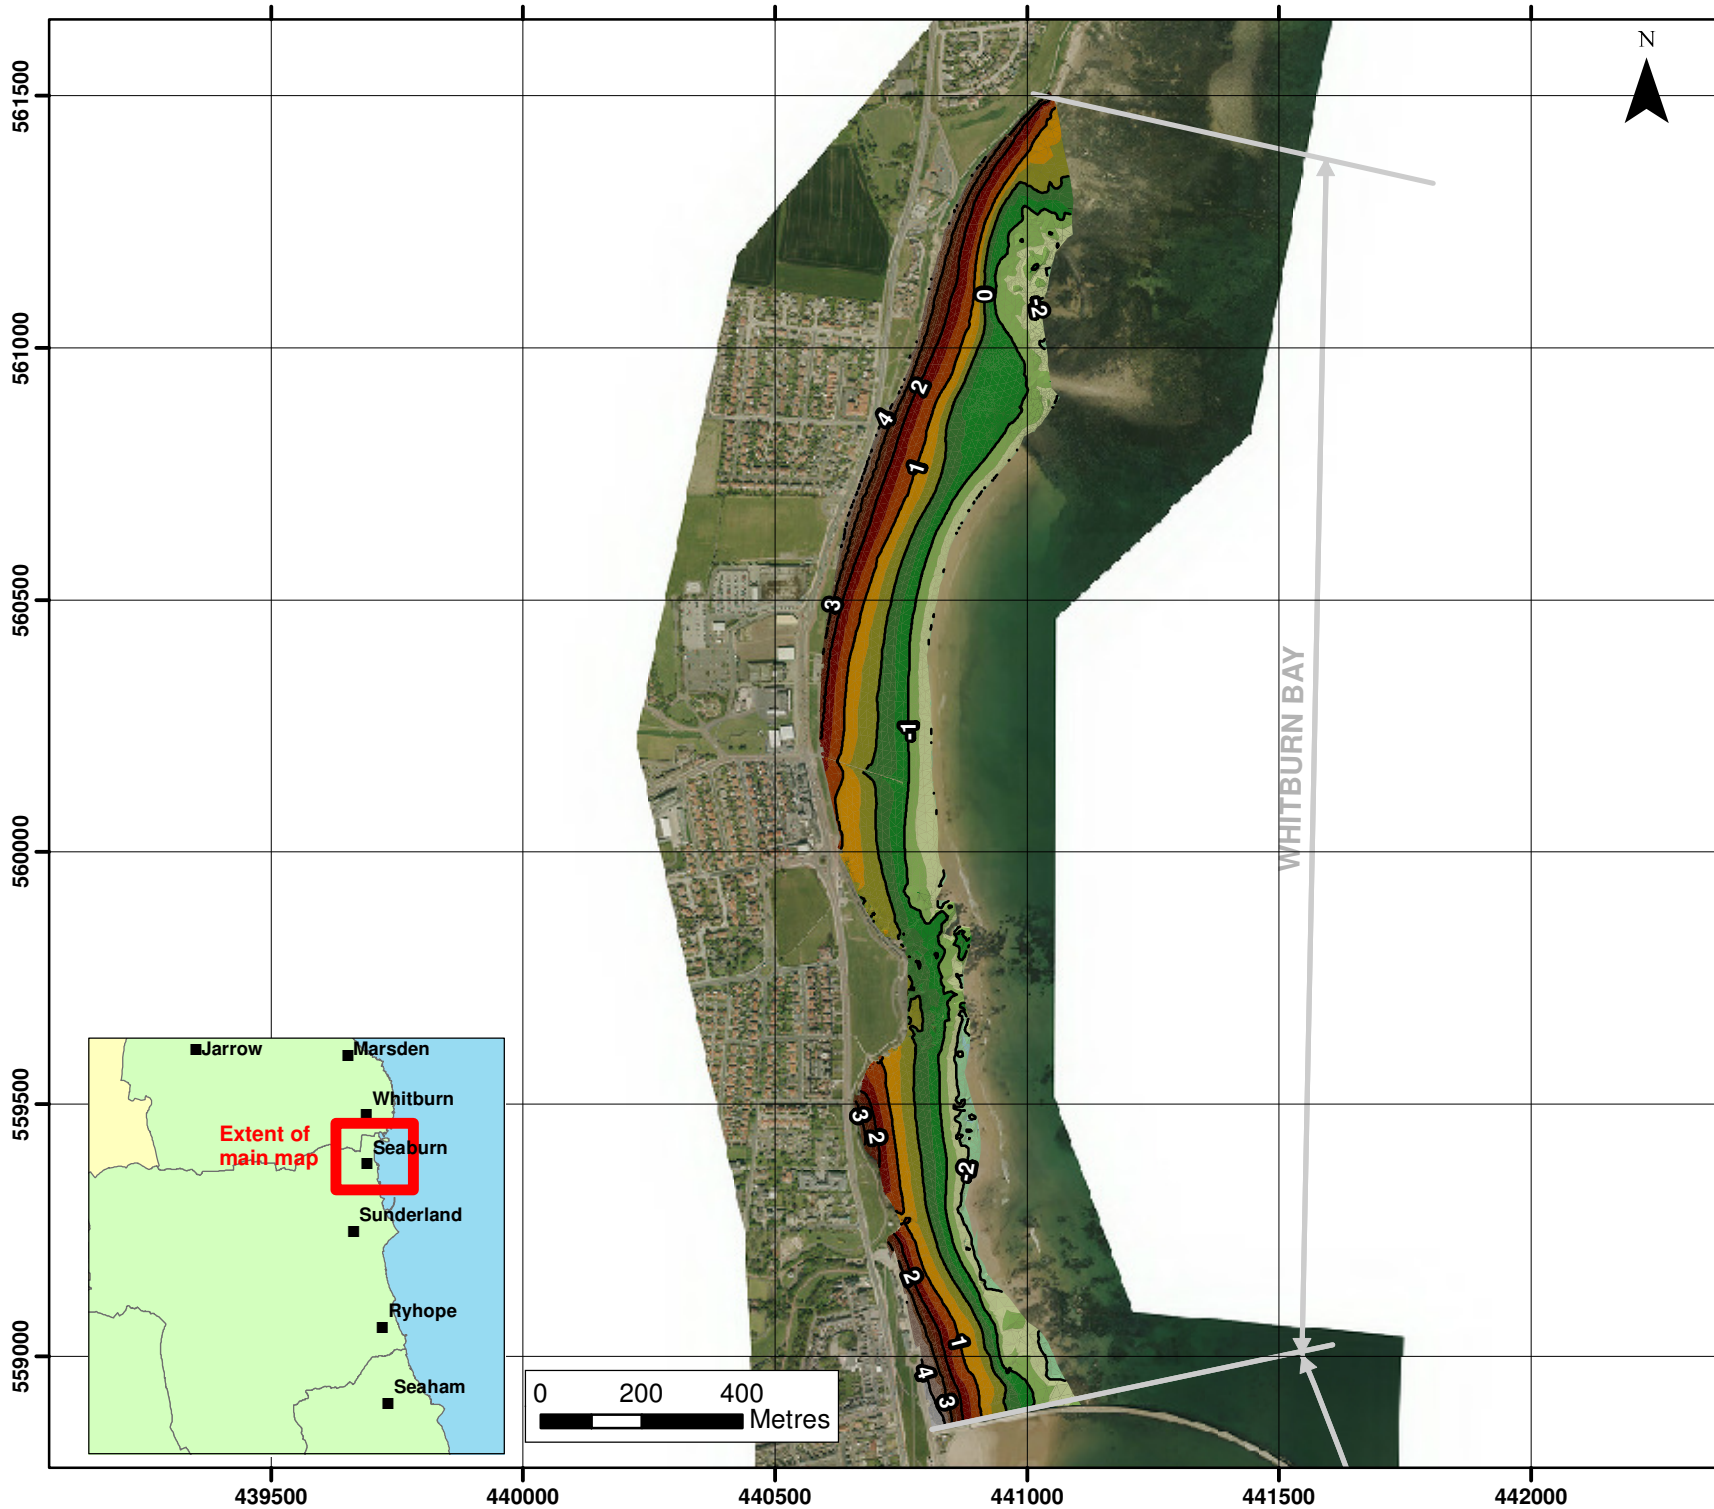 N
561500
561000
560500
560000
559500
559000
0
-2
2
4
1
3
-1
3
2
-2
2
1
4
3
WHITBURN BAY
Jarrow
Marsden
Whitburn
Extent of
main map
Seaburn
Sunderland
Ryhope
Seaham
0 200 400
Metres
439500 440000 440500 441000 441500 442000